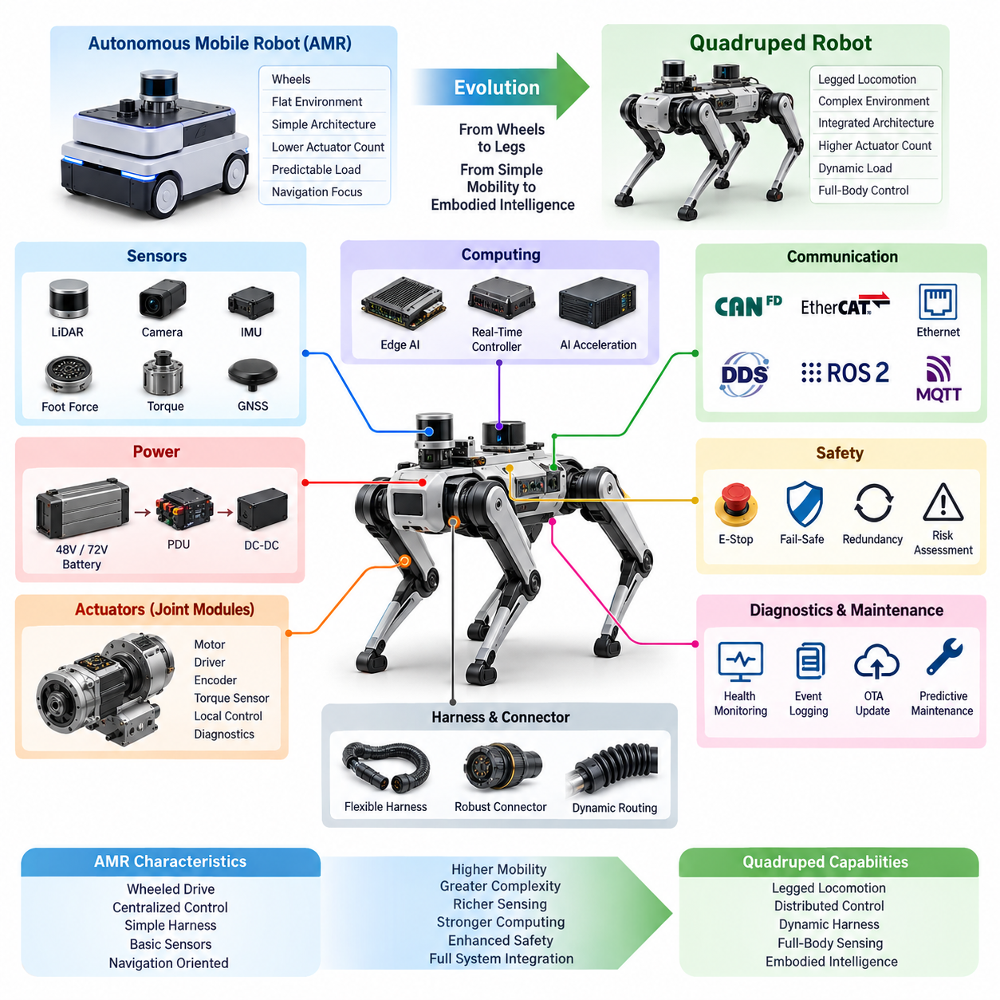 Autonomous Mobile Robot (AMR)
Wheels
Flat Environment
Simple Architecture
Lower Actuator Count
Predictable Load
Navigation Focus
Evolution
From Wheels
to Legs
From Simple
Mobility to
Embodied Intelligence
Quadruped Robot
Legged Locomotion
Complex Environment
Integrated Architecture
Higher Actuator Count
Dynamic Load
Full-Body Control
Sensors
LiDAR
Camera
IMU
Foot Force
Torque
GNSS
Computing
Edge AI
Real-Time
Controller
AI Acceleration
Communication
CAN FD
EtherCAT
Ethernet
DDS
ROS 2
MQTT
Power
48V / 72V
Battery
PDU
DC-DC
Safety
E-Stop
Fail-Safe
Redundancy
Risk
Assessment
Actuators (Joint Modules)
Motor
Driver
Encoder
Torque Sensor
Local Control
Diagnostics
Diagnostics & Maintenance
Health
Monitoring
Event
Logging
OTA
Update
Predictive
Maintenance
Harness & Connector
Flexible Harness
Robust Connector
Dynamic Routing
AMR Characteristics
Wheeled Drive
Centralized Control
Simple Harness
Basic Sensors
Navigation Oriented
Higher Mobility
Greater Complexity
Richer Sensing
Stronger Computing
Enhanced Safety
Full System Integration
Quadruped Capabiities
Legged Locomotion
Distributed Control
Dynamic Harness
Full-Body Sensing
Embodied Intelligence